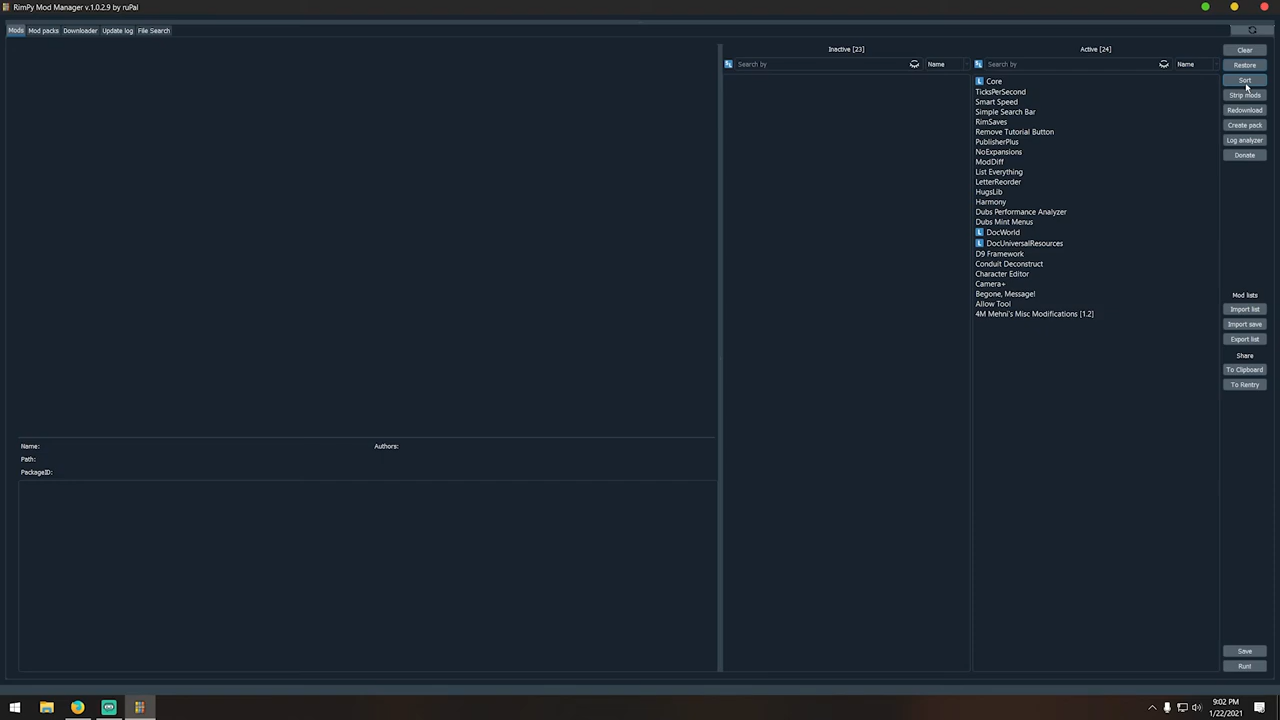 RimPy Mod Manager v.1.0.2.9 by ruPal
Mods Mod packs Downloader Update log File Search
Inactive [23]
Search by Name
Active [24]
Search by Name
L Core
TicksPerSecond
Smart Speed
Simple Search Bar
RimSaves
Remove Tutorial Button
PublisherPlus
NoExpansions
ModDiff
List Everything
LetterReorder
HugsLib
Harmony
Dubs Performance Analyzer
Dubs Mint Menus
L DocWorld
L DocUniversalResources
D9 Framework
Conduit Deconstruct
Character Editor
Camera+
Begone, Message!
Allow Tool
4M Mehni's Misc Modifications [1.2]
Clear
Restore
Sort
Strip mods
Redownload
Create pack
Log analyzer
Donate
Mod lists
Import list
Import save
Export list
Share
To Clipboard
To Rentry
Name: Authors:
Path:
PackageID:
Save
Run!
9:02 PM
1/22/2021